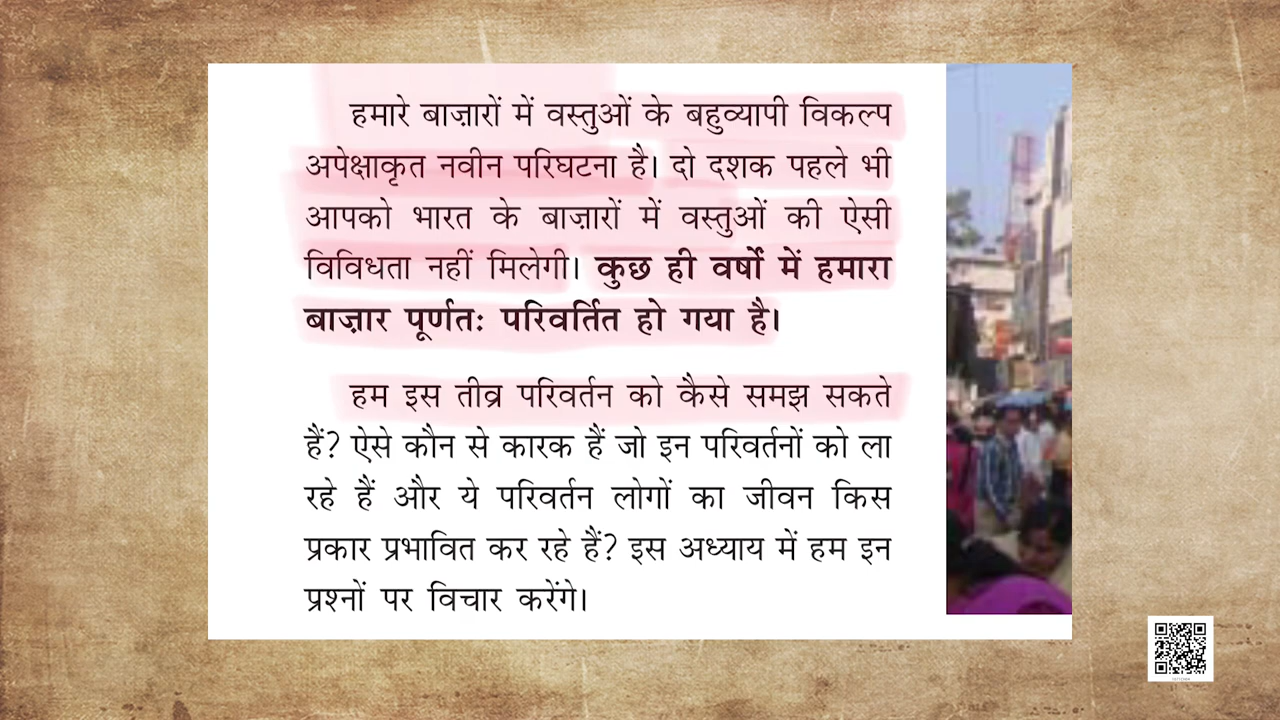 हमारे बाज़ारों में वस्तुओं के बहुव्यापी विकल्प
अपेक्षाकृत नवीन परिघटना है। दो दशक पहले भी
आपको भारत के बाज़ारों में वस्तुओं की ऐसी
विविधता नहीं मिलेगी। कुछ ही वर्षों में हमारा
बाज़ार पूर्णतः परिवर्तित हो गया है।
हम इस तीव्र परिवर्तन को कैसे समझ सकते
हैं? ऐसे कौन से कारक हैं जो इन परिवर्तनों को ला
रहे हैं और ये परिवर्तन लोगों का जीवन किस
प्रकार प्रभावित कर रहे हैं? इस अध्याय में हम इन
प्रश्नों पर विचार करेंगे।